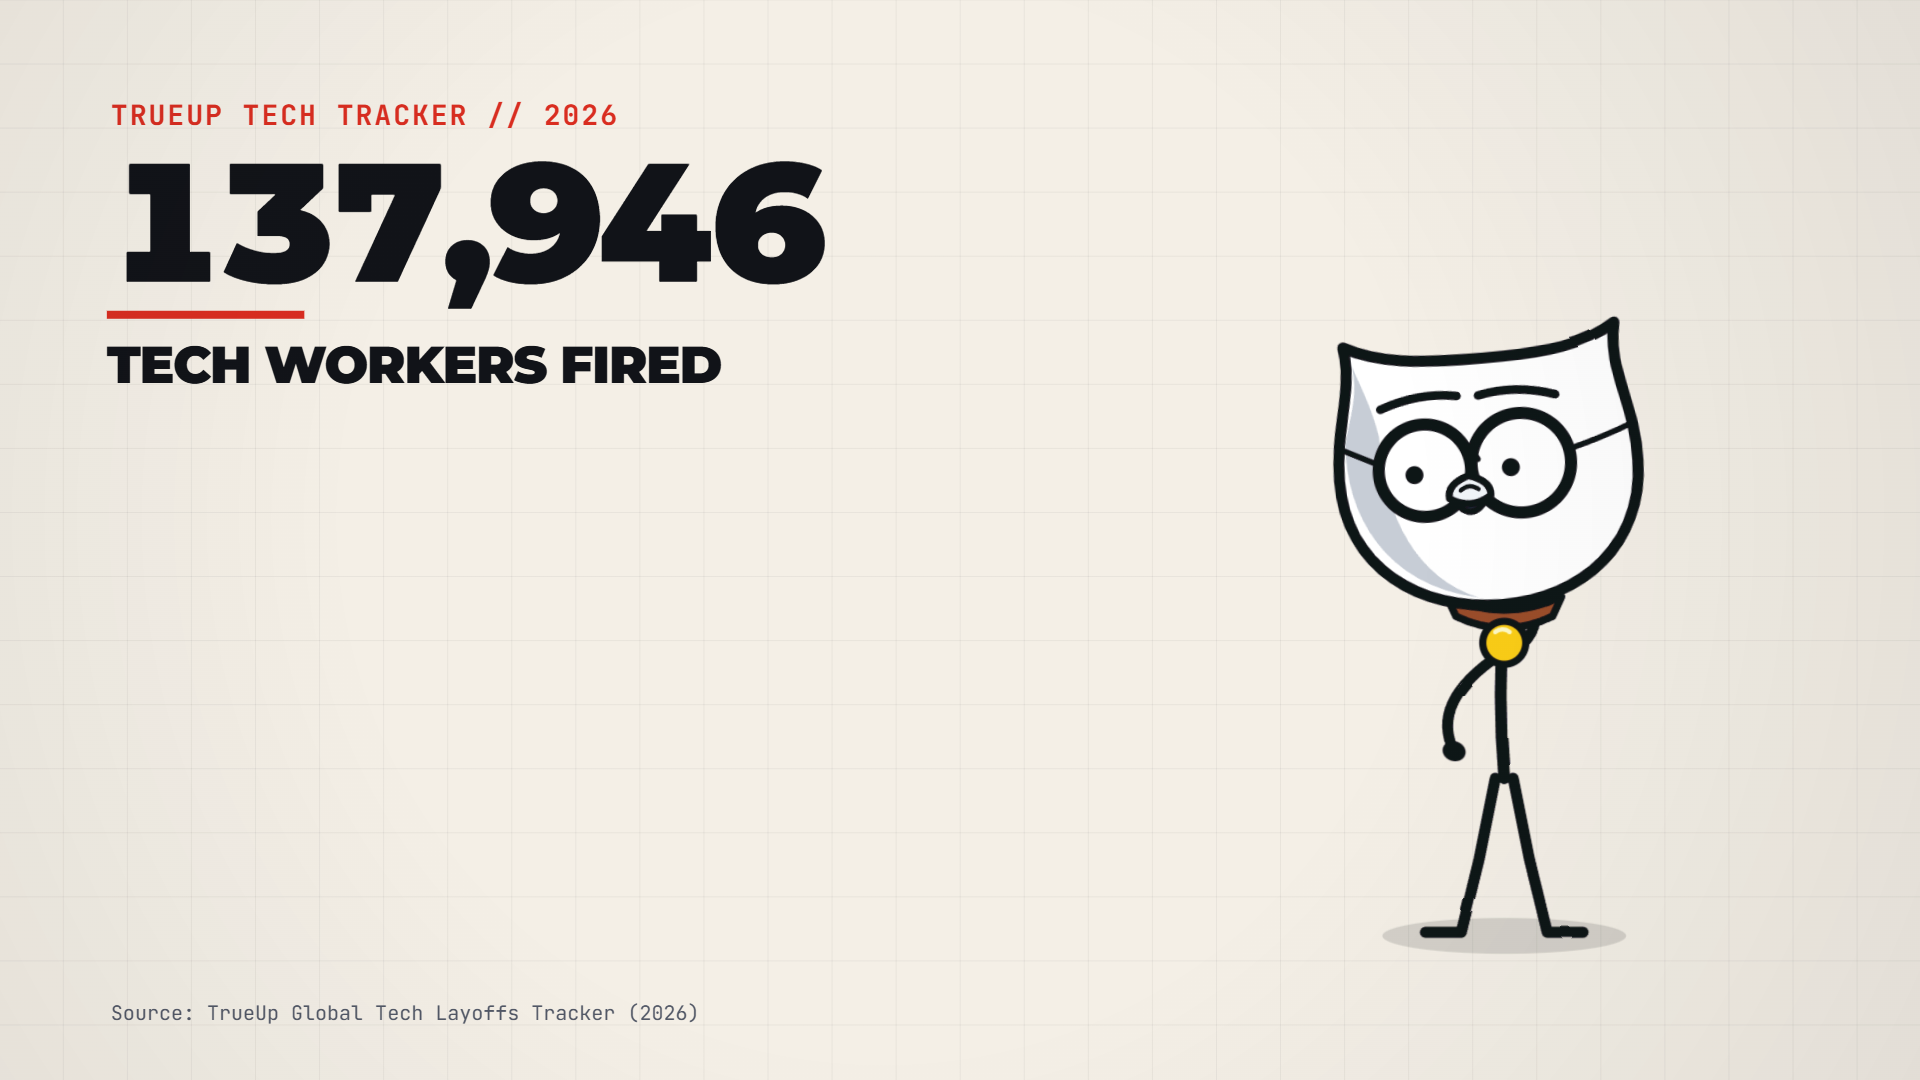 TRUEUP TECH TRACKER // 2026
137,946
TECH WORKERS FIRED
Source: TrueUp Global Tech Layoffs Tracker (2026)